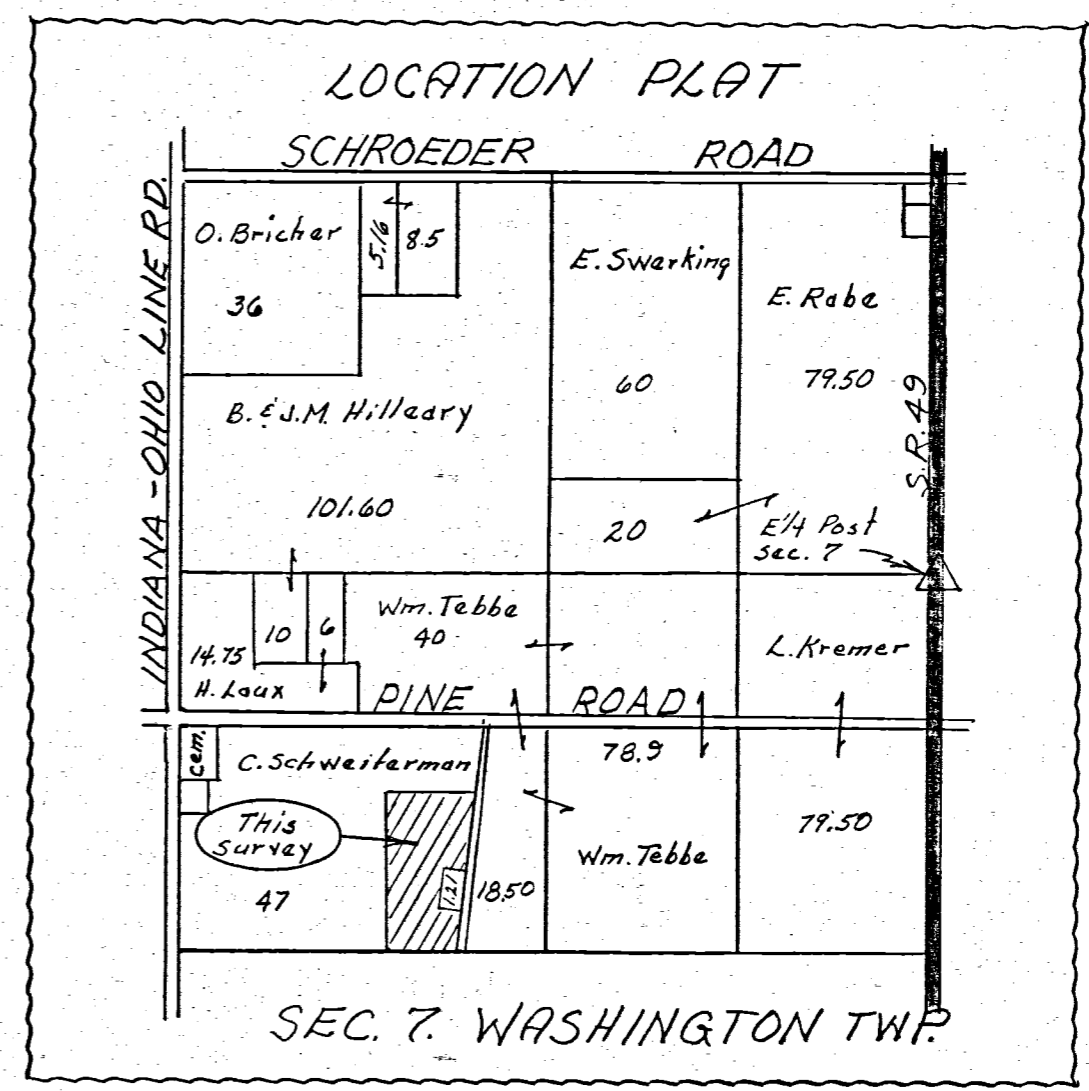 LOCATION PLAT
SCHROEDER ROAD
INDIANA-OHIO LINE RD.
O. Bricher
36
5.16
8.5
E. Swarking
60
E. Rabe
79.50
S.R. 49
B. & J.M. Hilleary
101.60
20
E 1/4 Post
Sec. 7
14.75
H. Laux
10
6
Wm. Tebbe
40
L. Kremer
PINE ROAD
Cem.
C. Schweiterman
78.9
This
Survey
47
1.21
18.50
Wm. Tebbe
79.50
SEC. 7. WASHINGTON TWP.